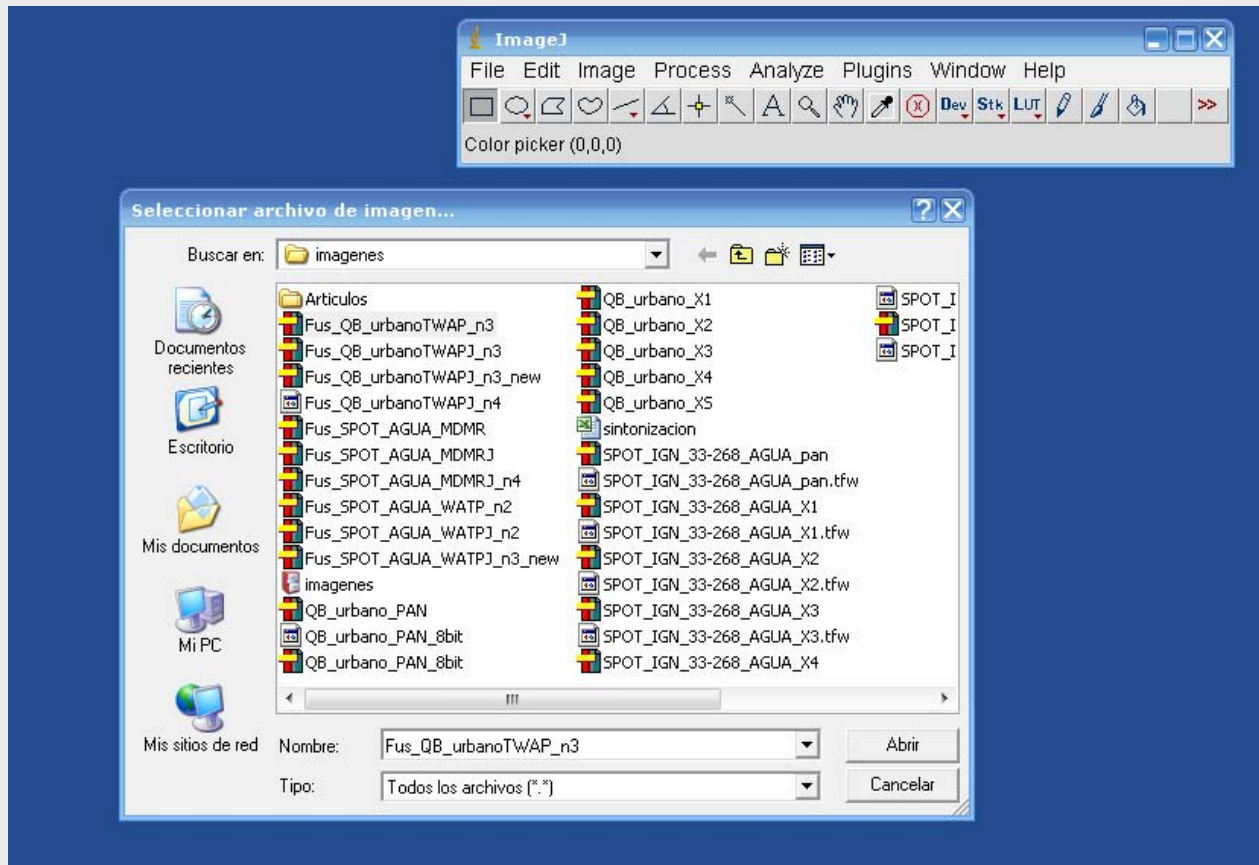 ImageJ
File Edit Image Process Analyze Plugins Window Help
A Dev Stk LUT >>
Color picker (0,0,0)
Seleccionar archivo de imagen...
Buscar en: imagenes
Documentos recientes
Escritorio
Mis documentos
Mi PC
Mis sitios de red
Articulos
Fus_QB_urbanoTWAP_n3
Fus_QB_urbanoTWAPJ_n3
Fus_QB_urbanoTWAPJ_n3_new
Fus_QB_urbanoTWAPJ_n4
Fus_SPOT_AGUA_MDMR
Fus_SPOT_AGUA_MDMRJ
Fus_SPOT_AGUA_MDMRJ_n4
Fus_SPOT_AGUA_WATP_n2
Fus_SPOT_AGUA_WATPJ_n2
Fus_SPOT_AGUA_WATPJ_n3_new
imagenes
QB_urbano_PAN
QB_urbano_PAN_8bit
QB_urbano_PAN_8bit
QB_urbano_X1
QB_urbano_X2
QB_urbano_X3
QB_urbano_X4
QB_urbano_XS
sintonizacion
SPOT_IGN_33-268_AGUA_pan
SPOT_IGN_33-268_AGUA_pan.tfw
SPOT_IGN_33-268_AGUA_X1
SPOT_IGN_33-268_AGUA_X1.tfw
SPOT_IGN_33-268_AGUA_X2
SPOT_IGN_33-268_AGUA_X2.tfw
SPOT_IGN_33-268_AGUA_X3
SPOT_IGN_33-268_AGUA_X3.tfw
SPOT_IGN_33-268_AGUA_X4
SPOT_I
SPOT_I
SPOT_I
Nombre: Fus_QB_urbanoTWAP_n3 Abrir
Tipo: Todos los archivos (*.*) Cancelar